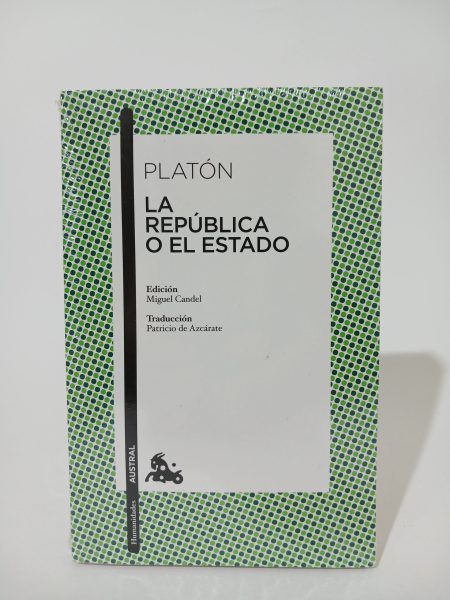 PLATÓN
LA
REPÚBLICA
O EL ESTADO
Edición
Miguel Candel
Traducción
Patricio de Azcárate
Humanidades
AUSTRAL